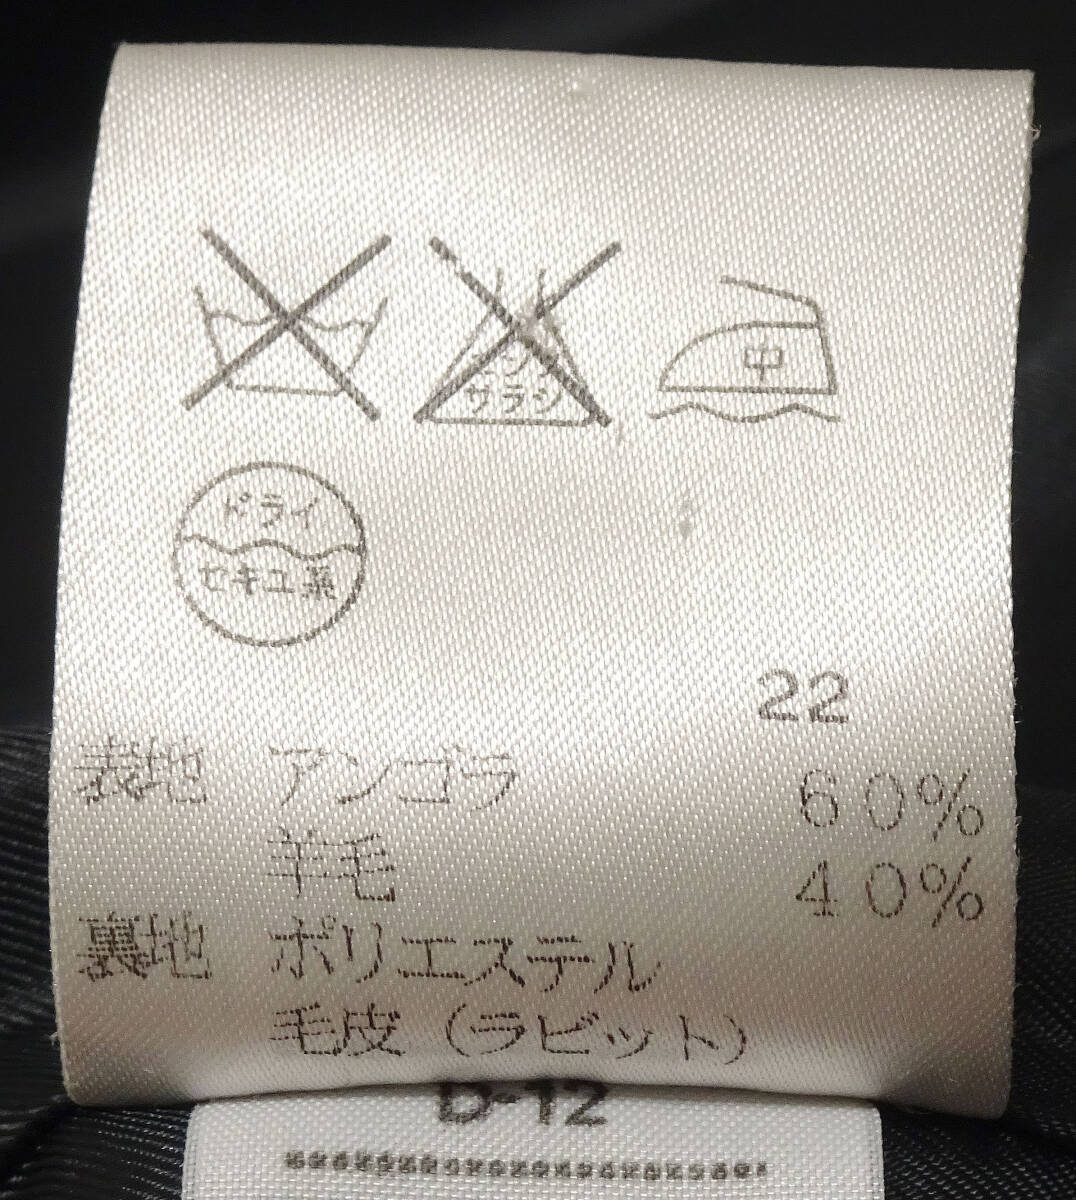 エンソ
サラシ
中
ドライ
セキユ系
22
表地 アンゴラ 60%
羊毛 40%
裏地 ポリエステル
毛皮(ラビット)
D-12